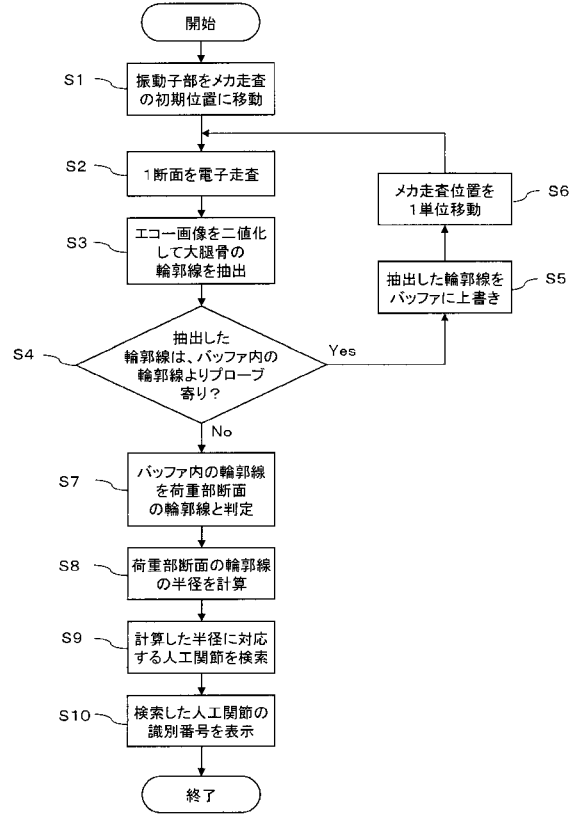 開始
S1
振動子部をメカ走査
の初期位置に移動
S2
1断面を電子走査
S3
エコー画像を二値化
して大腿骨の
輪郭線を抽出
S4
抽出した
輪郭線は、バッファ内の
輪郭線よりプローブ
寄り?
Yes
S5
抽出した輪郭線を
バッファに上書き
S6
メカ走査位置を
1単位移動
No
S7
バッファ内の輪郭線
を荷重部断面
の輪郭線と判定
S8
荷重部断面の輪郭線
の半径を計算
S9
計算した半径に対応
する人工関節を検索
S10
検索した人工関節の
識別番号を表示
終了